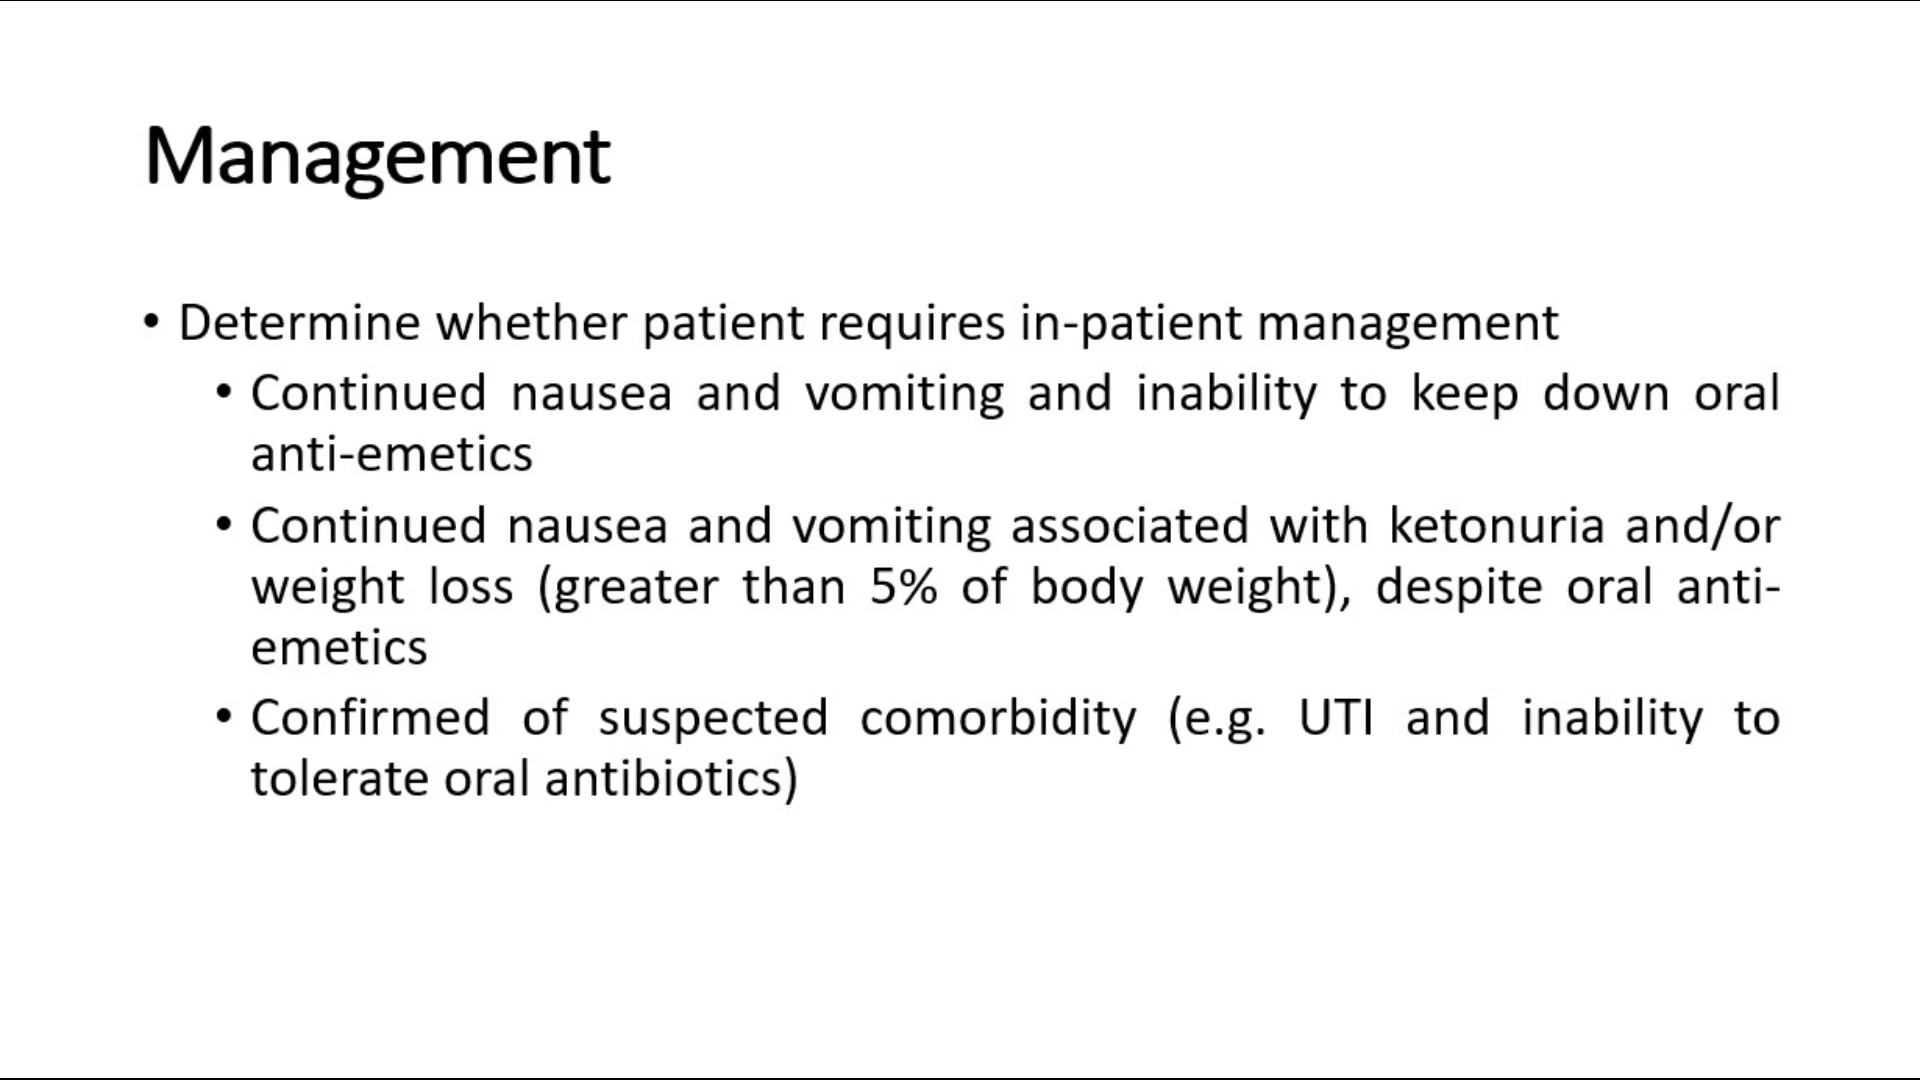 Management
• Determine whether patient requires in-patient management
• Continued nausea and vomiting and inability to keep down oral
anti-emetics
• Continued nausea and vomiting associated with ketonuria and/or
weight loss (greater than 5% of body weight), despite oral anti-
emetics
• Confirmed of suspected comorbidity (e.g. UTI and inability to
tolerate oral antibiotics)